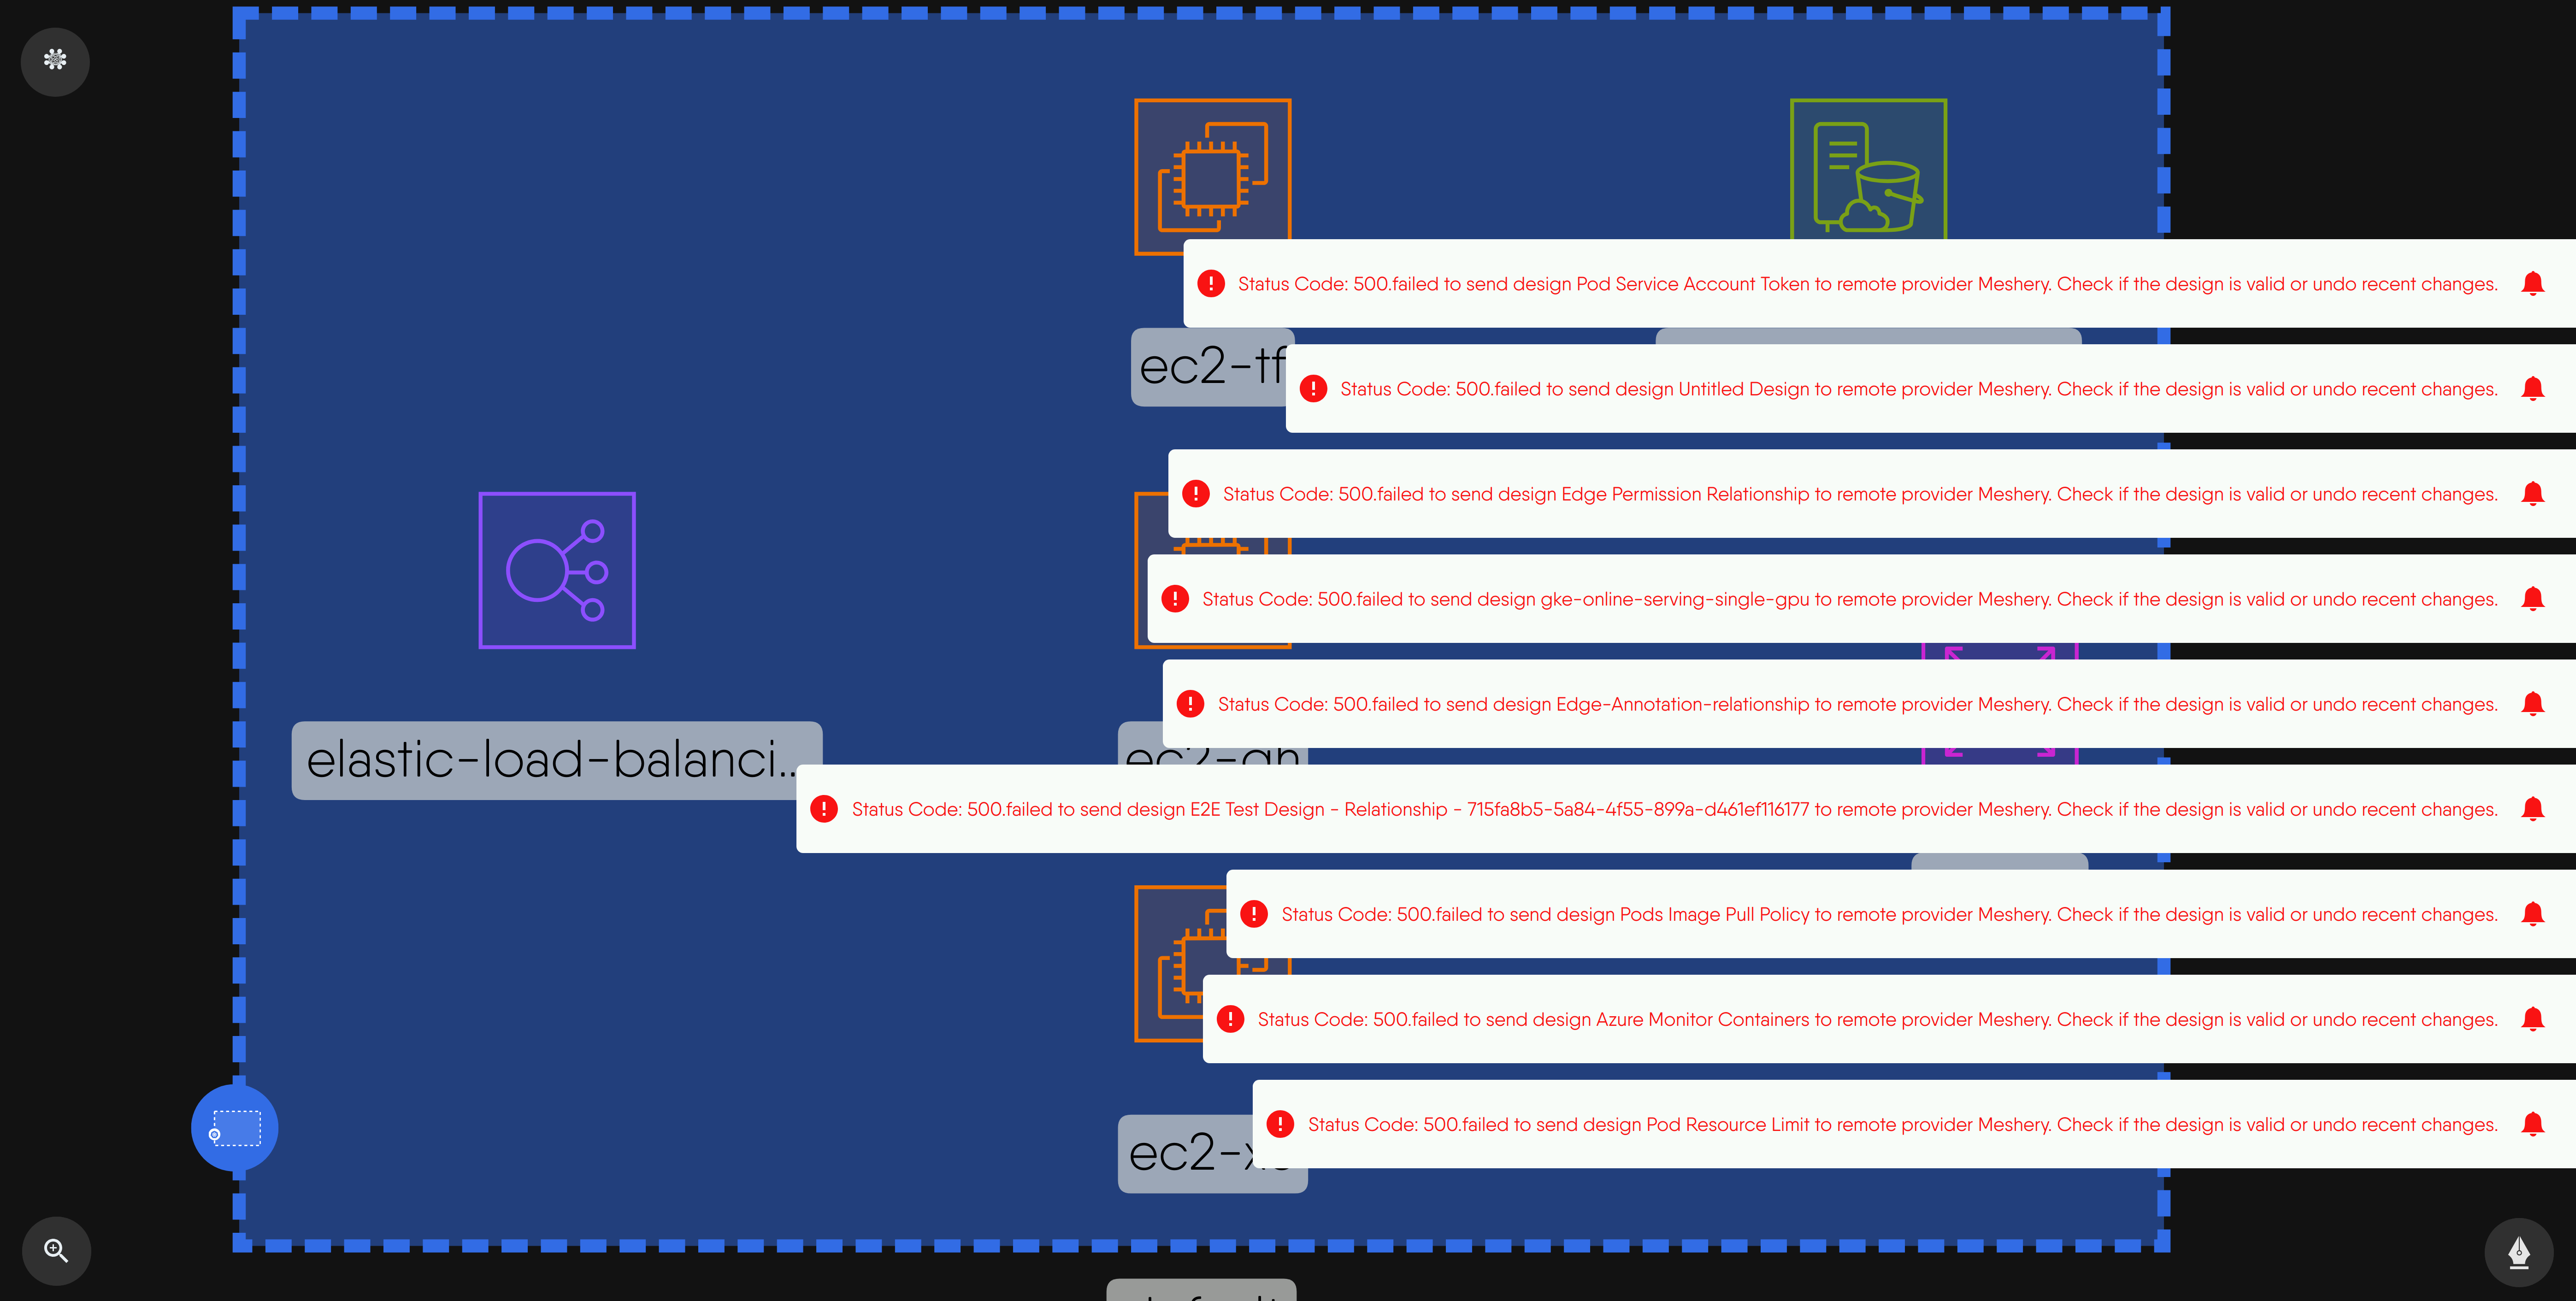 Status Code: 500.failed to send design Pod Service Account Token to remote provider Meshery. Check if the design is valid or undo recent changes.
ec2-tf
Status Code: 500.failed to send design Untitled Design to remote provider Meshery. Check if the design is valid or undo recent changes.
Status Code: 500.failed to send design Edge Permission Relationship to remote provider Meshery. Check if the design is valid or undo recent changes.
Status Code: 500.failed to send design gke-online-serving-single-gpu to remote provider Meshery. Check if the design is valid or undo recent changes.
Status Code: 500.failed to send design Edge-Annotation-relationship to remote provider Meshery. Check if the design is valid or undo recent changes.
elastic-load-balanci...
Status Code: 500.failed to send design E2E Test Design - Relationship - 715fa8b5-5a84-4f55-899a-d461ef116177 to remote provider Meshery. Check if the design is valid or undo recent changes.
Status Code: 500.failed to send design Pods Image Pull Policy to remote provider Meshery. Check if the design is valid or undo recent changes.
Status Code: 500.failed to send design Azure Monitor Containers to remote provider Meshery. Check if the design is valid or undo recent changes.
Status Code: 500.failed to send design Pod Resource Limit to remote provider Meshery. Check if the design is valid or undo recent changes.